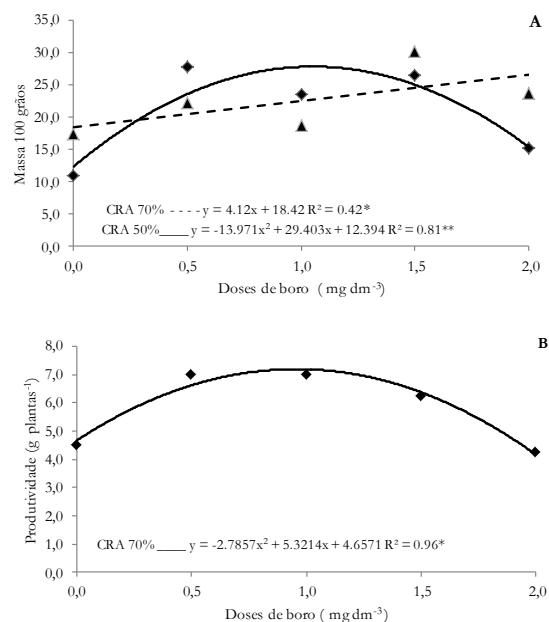 A
35,0
30,0
25,0
20,0
15,0
10,0
5,0
0,0
Massa 100 grãos
CRA 70% - - - - y = 4.12x + 18.42 R² = 0.42*
CRA 50%____ y = -13.971x² + 29.403x + 12.394 R² = 0.81**
0,0 0,5 1,0 1,5 2,0
Doses de boro ( mg dm⁻³)
B
8,0
7,0
6,0
5,0
4,0
3,0
2,0
1,0
0,0
Produtividade (g plantas⁻¹)
CRA 70%____ y = -2.7857x² + 5.3214x + 4.6571 R² = 0.96*
0,0 0,5 1,0 1,5 2,0
Doses de boro ( mg dm⁻³)